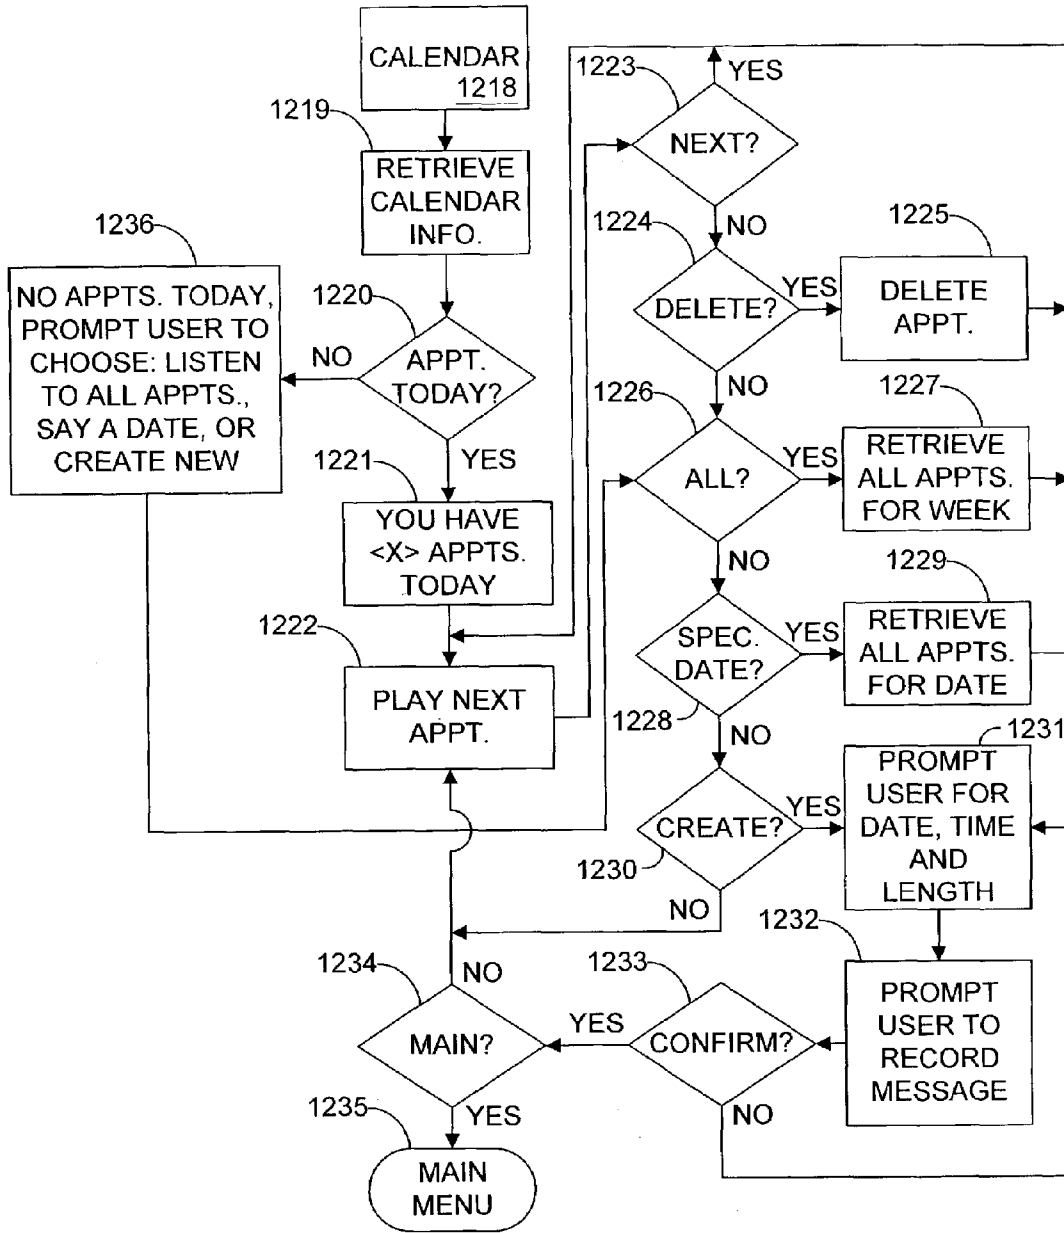 CALENDAR
1218
1219
RETRIEVE
CALENDAR
INFO.
1236
NO APPTS. TODAY,
PROMPT USER TO
CHOOSE: LISTEN
TO ALL APPTS.,
SAY A DATE, OR
CREATE NEW
1220
APPT.
TODAY?
NO
YES
1221
YOU HAVE
<X> APPTS.
TODAY
1222
PLAY NEXT
APPT.
1223
YES
NEXT?
NO
1224
DELETE?
YES
1225
DELETE
APPT.
NO
1226
ALL?
YES
1227
RETRIEVE
ALL APPTS.
FOR WEEK
NO
SPEC.
DATE?
1228
YES
1229
RETRIEVE
ALL APPTS.
FOR DATE
NO
CREATE?
1230
YES
1231
PROMPT
USER FOR
DATE, TIME
AND
LENGTH
NO
1232
PROMPT
USER TO
RECORD
MESSAGE
1233
CONFIRM?
YES
NO
1234
NO
MAIN?
YES
1235
MAIN
MENU